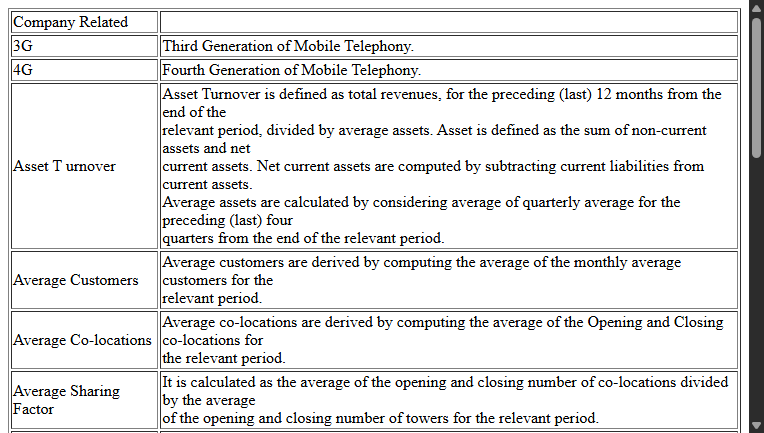 Company Related
3G
Third Generation of Mobile Telephony.
4G
Fourth Generation of Mobile Telephony.
Asset T urnover
Asset Turnover is defined as total revenues, for the preceding (last) 12 months from the
end of the
relevant period, divided by average assets. Asset is defined as the sum of non-current
assets and net
current assets. Net current assets are computed by subtracting current liabilities from
current assets.
Average assets are calculated by considering average of quarterly average for the
preceding (last) four
quarters from the end of the relevant period.
Average Customers
Average customers are derived by computing the average of the monthly average
customers for the
relevant period.
Average Co-locations
Average co-locations are derived by computing the average of the Opening and Closing
co-locations for
the relevant period.
Average Sharing
Factor
It is calculated as the average of the opening and closing number of co-locations divided
by the average
of the opening and closing number of towers for the relevant period.